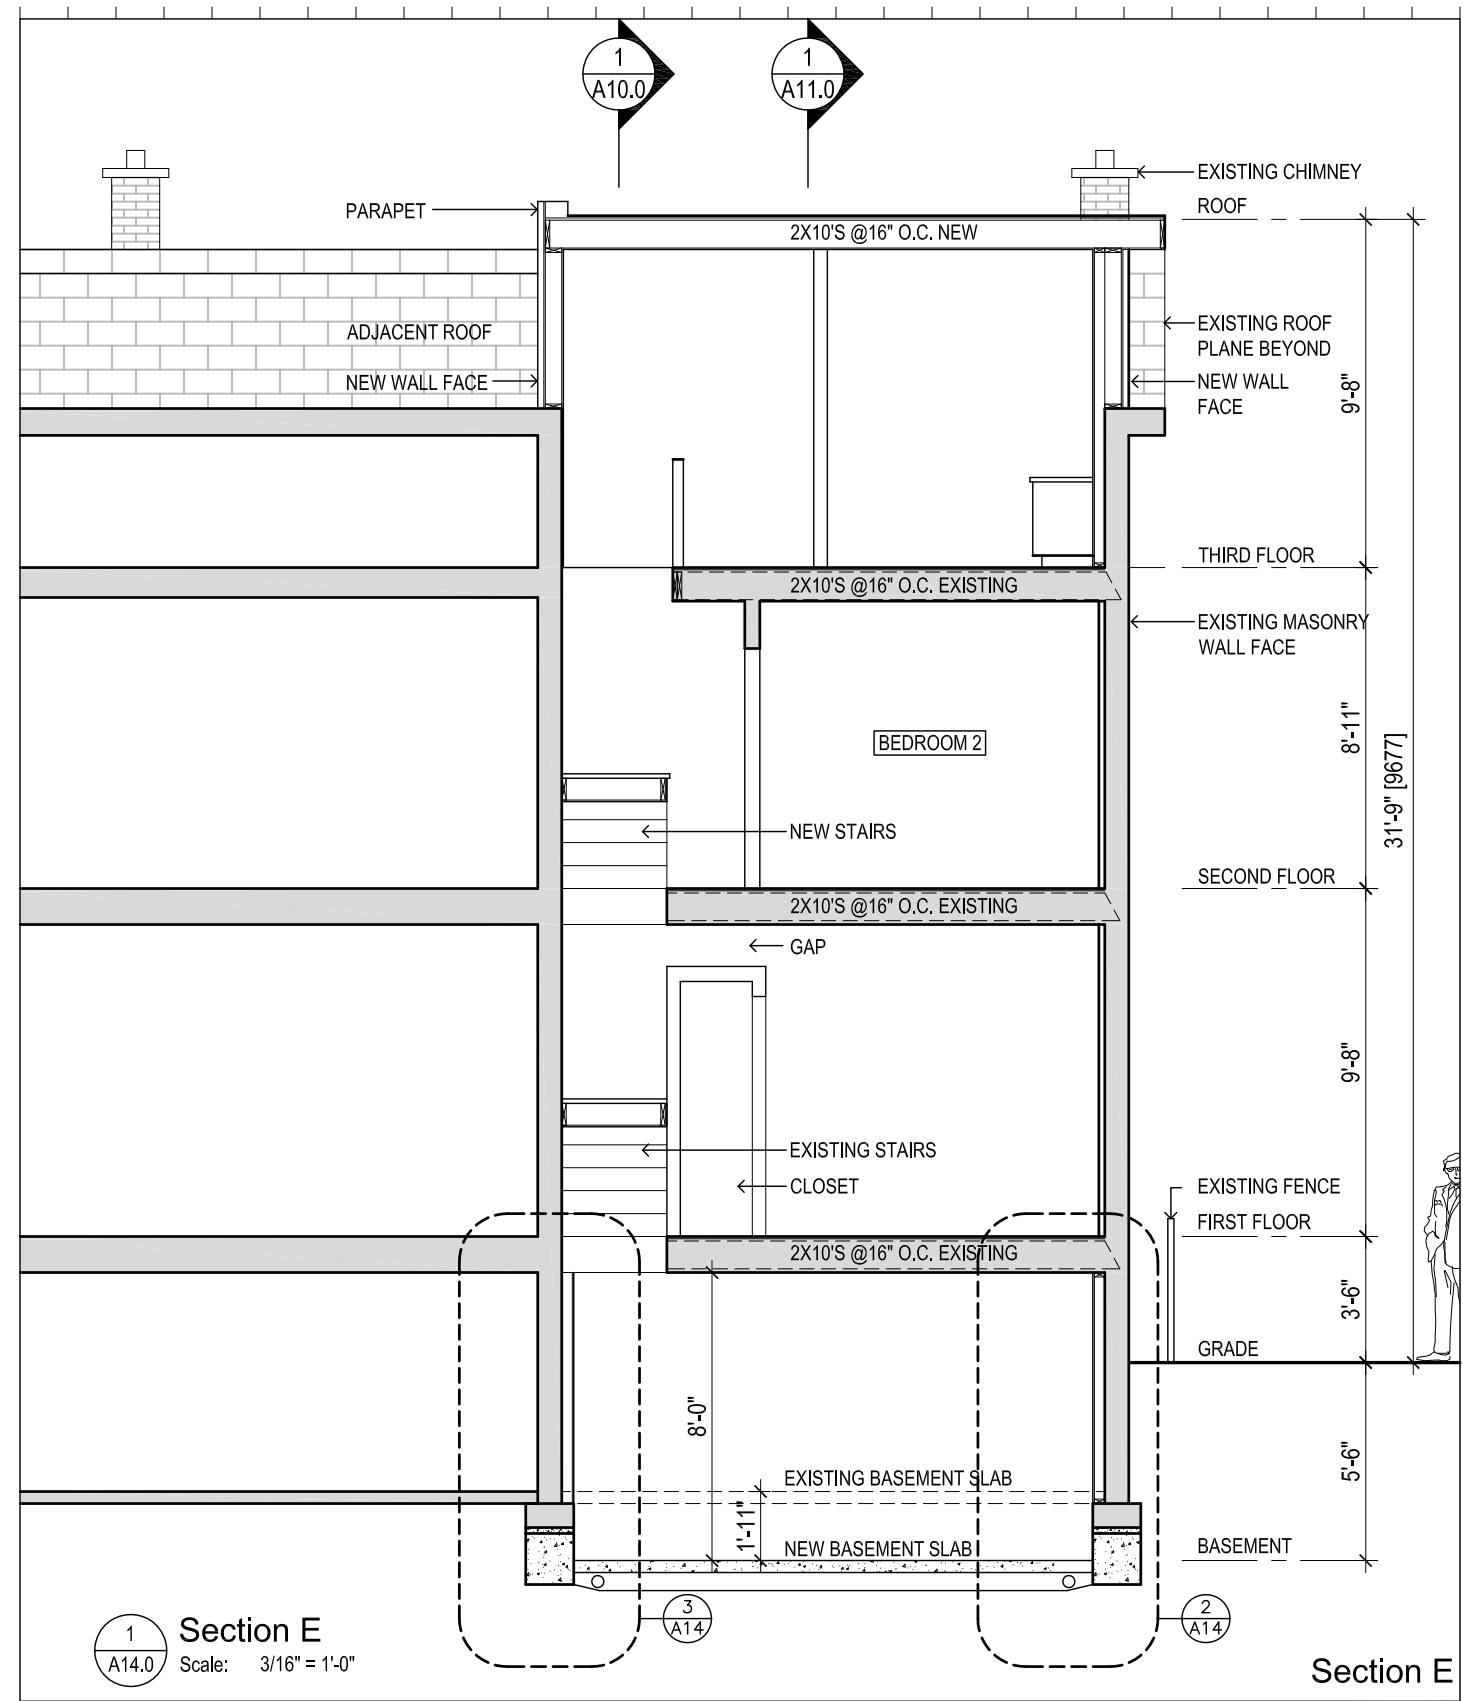 1
A10.0
1
A11.0
EXISTING CHIMNEY
PARAPET
ROOF
2X10'S @16" O.C. NEW
ADJACENT ROOF
EXISTING ROOF
PLANE BEYOND
NEW WALL FACE
NEW WALL
FACE
9'-8"
THIRD FLOOR
2X10'S @16" O.C. EXISTING
EXISTING MASONRY
WALL FACE
BEDROOM 2
8'-11"
31'-9" [9677]
NEW STAIRS
SECOND FLOOR
2X10'S @16" O.C. EXISTING
GAP
9'-8"
EXISTING STAIRS
CLOSET
EXISTING FENCE
FIRST FLOOR
2X10'S @16" O.C. EXISTING
3'-6"
GRADE
8'-0"
5'-6"
EXISTING BASEMENT SLAB
1'-11"
NEW BASEMENT SLAB
BASEMENT
3
A14
2
A14
1
A14.0
Section E
Scale: 3/16" = 1'-0"
Section E